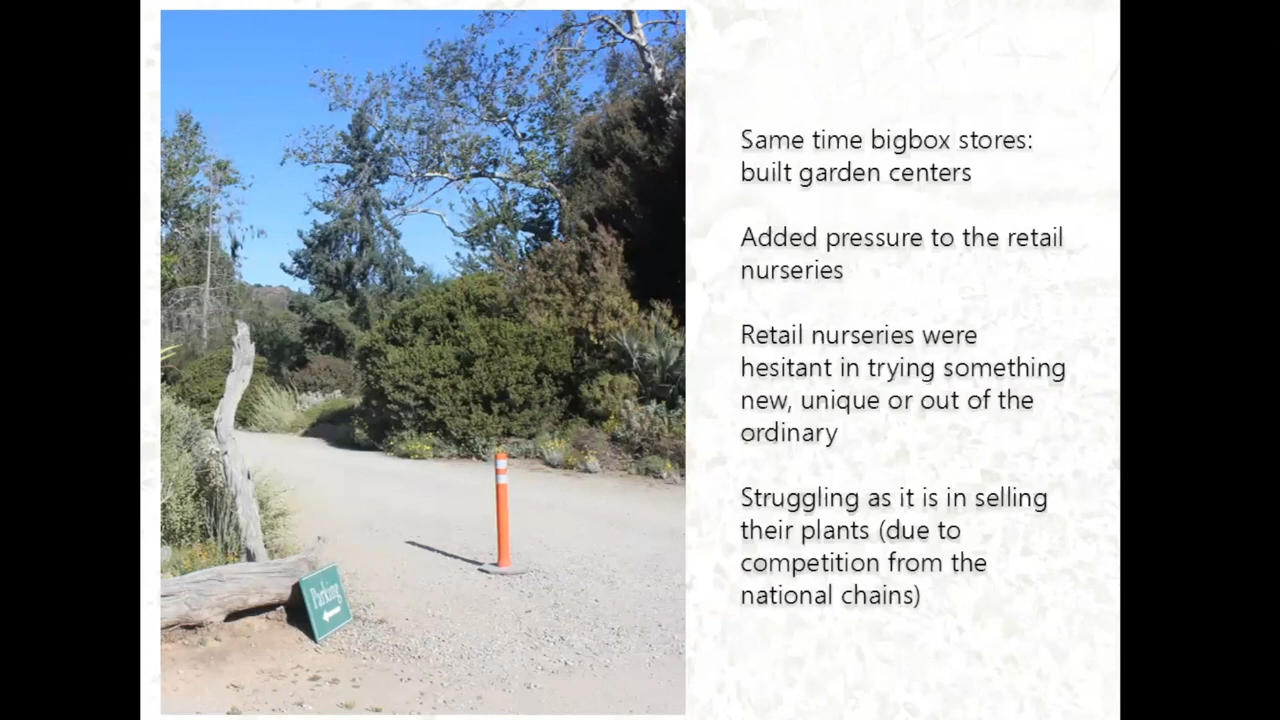 Same time bigbox stores:
built garden centers
Added pressure to the retail
nurseries
Retail nurseries were
hesitant in trying something
new, unique or out of the
ordinary
Struggling as it is in selling
their plants (due to
competition from the
national chains)
Parking